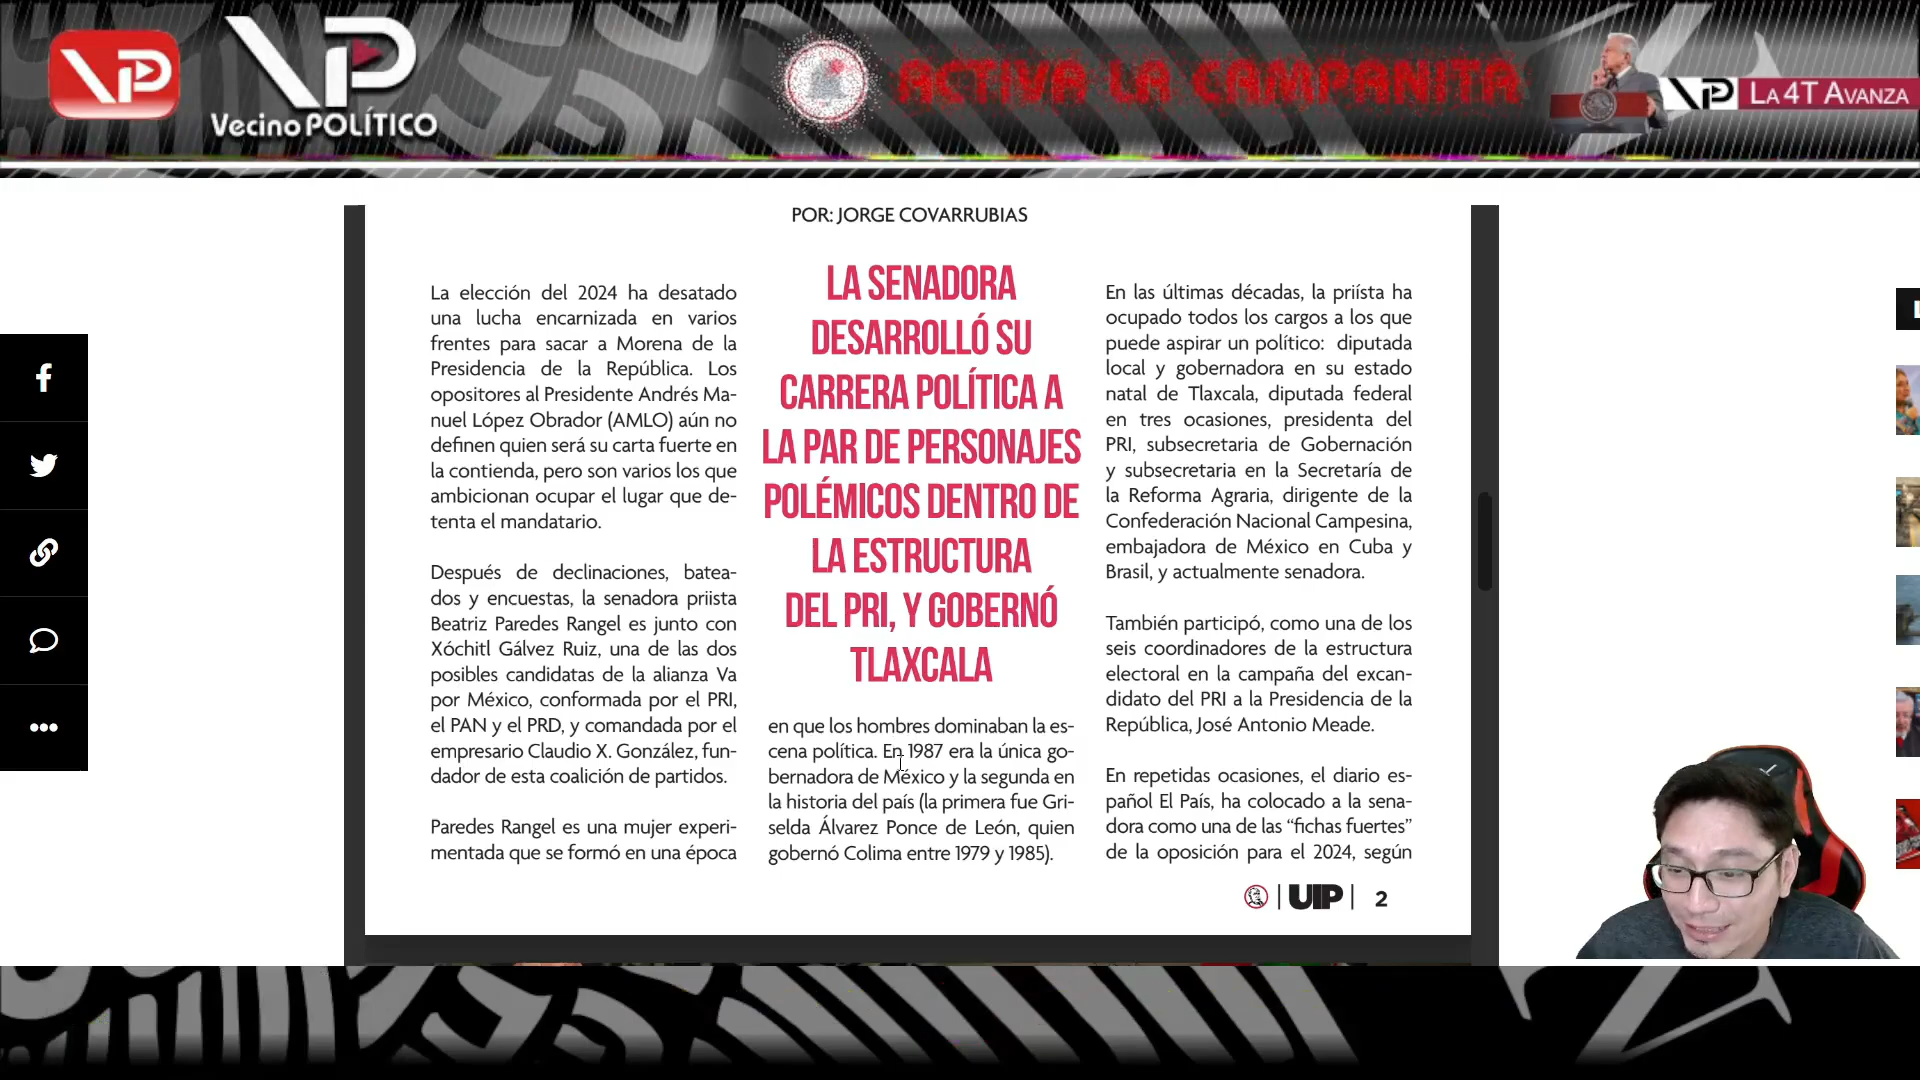 VP
VP
Vecino POLÍTICO
ACTIVA LA CAMPANITA
VP LA 4T AVANZA
POR: JORGE COVARRUBIAS
La elección del 2024 ha desatado
una lucha encarnizada en varios
frentes para sacar a Morena de la
Presidencia de la República. Los
opositores al Presidente Andrés Ma-
nuel López Obrador (AMLO) aún no
definen quien será su carta fuerte en
la contienda, pero son varios los que
ambicionan ocupar el lugar que de-
tenta el mandatario.
Después de declinaciones, batea-
dos y encuestas, la senadora priista
Beatriz Paredes Rangel es junto con
Xóchitl Gálvez Ruiz, una de las dos
posibles candidatas de la alianza Va
por México, conformada por el PRI,
el PAN y el PRD, y comandada por el
empresario Claudio X. González, fun-
dador de esta coalición de partidos.
Paredes Rangel es una mujer experi-
mentada que se formó en una época
LA SENADORA
DESARROLLÓ SU
CARRERA POLÍTICA A
LA PAR DE PERSONAJES
POLÉMICOS DENTRO DE
LA ESTRUCTURA
DEL PRI, Y GOBERNÓ
TLAXCALA
en que los hombres dominaban la es-
cena política. En 1987 era la única go-
bernadora de México y la segunda en
la historia del país (la primera fue Gri-
selda Álvarez Ponce de León, quien
gobernó Colima entre 1979 y 1985).
En las últimas décadas, la priísta ha
ocupado todos los cargos a los que
puede aspirar un político: diputada
local y gobernadora en su estado
natal de Tlaxcala, diputada federal
en tres ocasiones, presidenta del
PRI, subsecretaria de Gobernación
y subsecretaria en la Secretaría de
la Reforma Agraria, dirigente de la
Confederación Nacional Campesina,
embajadora de México en Cuba y
Brasil, y actualmente senadora.
También participó, como una de los
seis coordinadores de la estructura
electoral en la campaña del excan-
didato del PRI a la Presidencia de la
República, José Antonio Meade.
En repetidas ocasiones, el diario es-
pañol El País, ha colocado a la sena-
dora como una de las “fichas fuertes”
de la oposición para el 2024, según
| UIP | 2